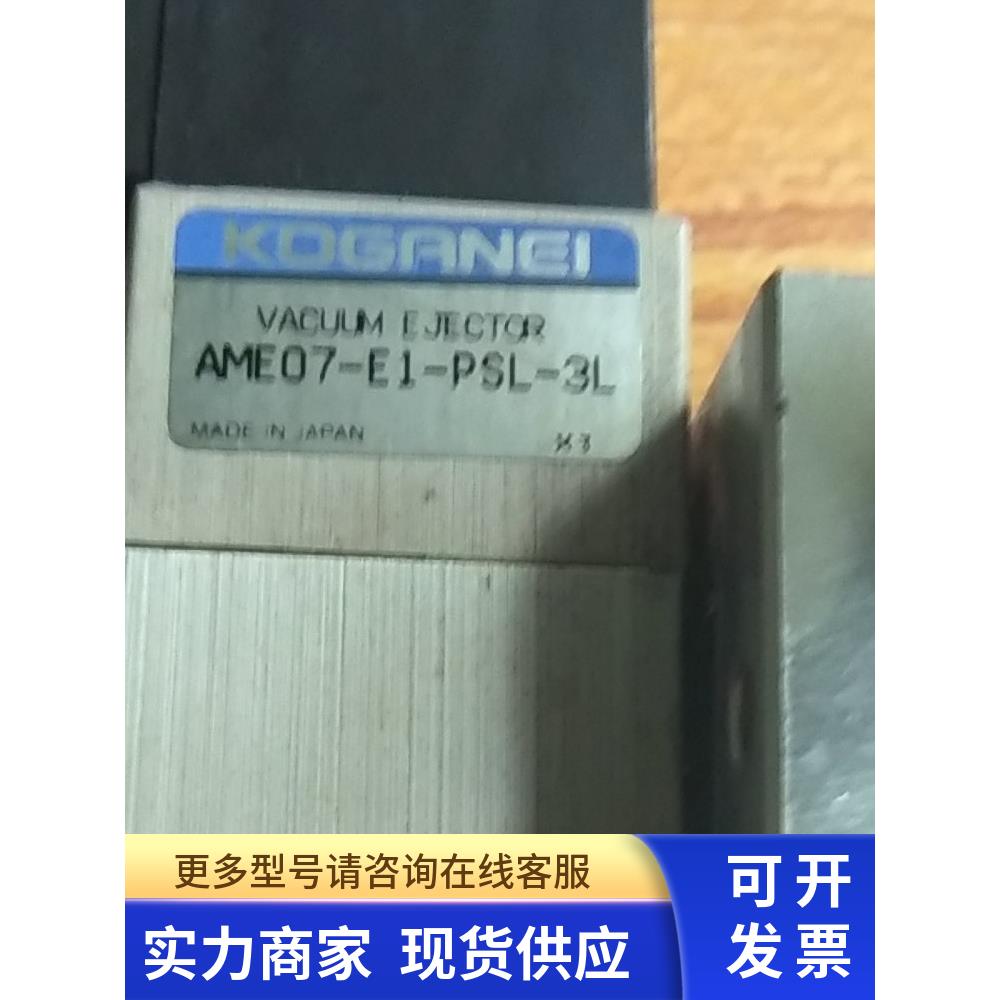 KOGANEI
VACUUM EJECTOR
AME07-E1-PSL-3L
MADE IN JAPAN
更多型号请咨询在线客服
实力商家 现货供应
可开
发票